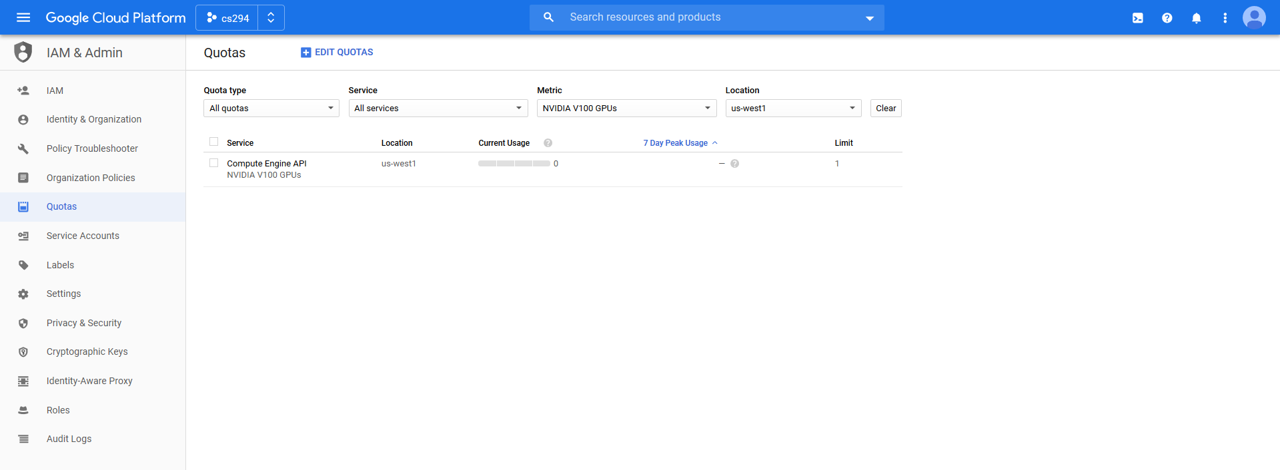 Google Cloud Platform
cs294
Search resources and products
IAM & Admin
IAM
Identity & Organization
Policy Troubleshooter
Organization Policies
Quotas
Service Accounts
Labels
Settings
Privacy & Security
Cryptographic Keys
Identity-Aware Proxy
Roles
Audit Logs
Quotas
EDIT QUOTAS
Quota type Service Metric Location
All quotas All services NVIDIA V100 GPUs us-west1 Clear
Service Location Current Usage 7 Day Peak Usage Limit
Compute Engine API us-west1 0 — 1
NVIDIA V100 GPUs